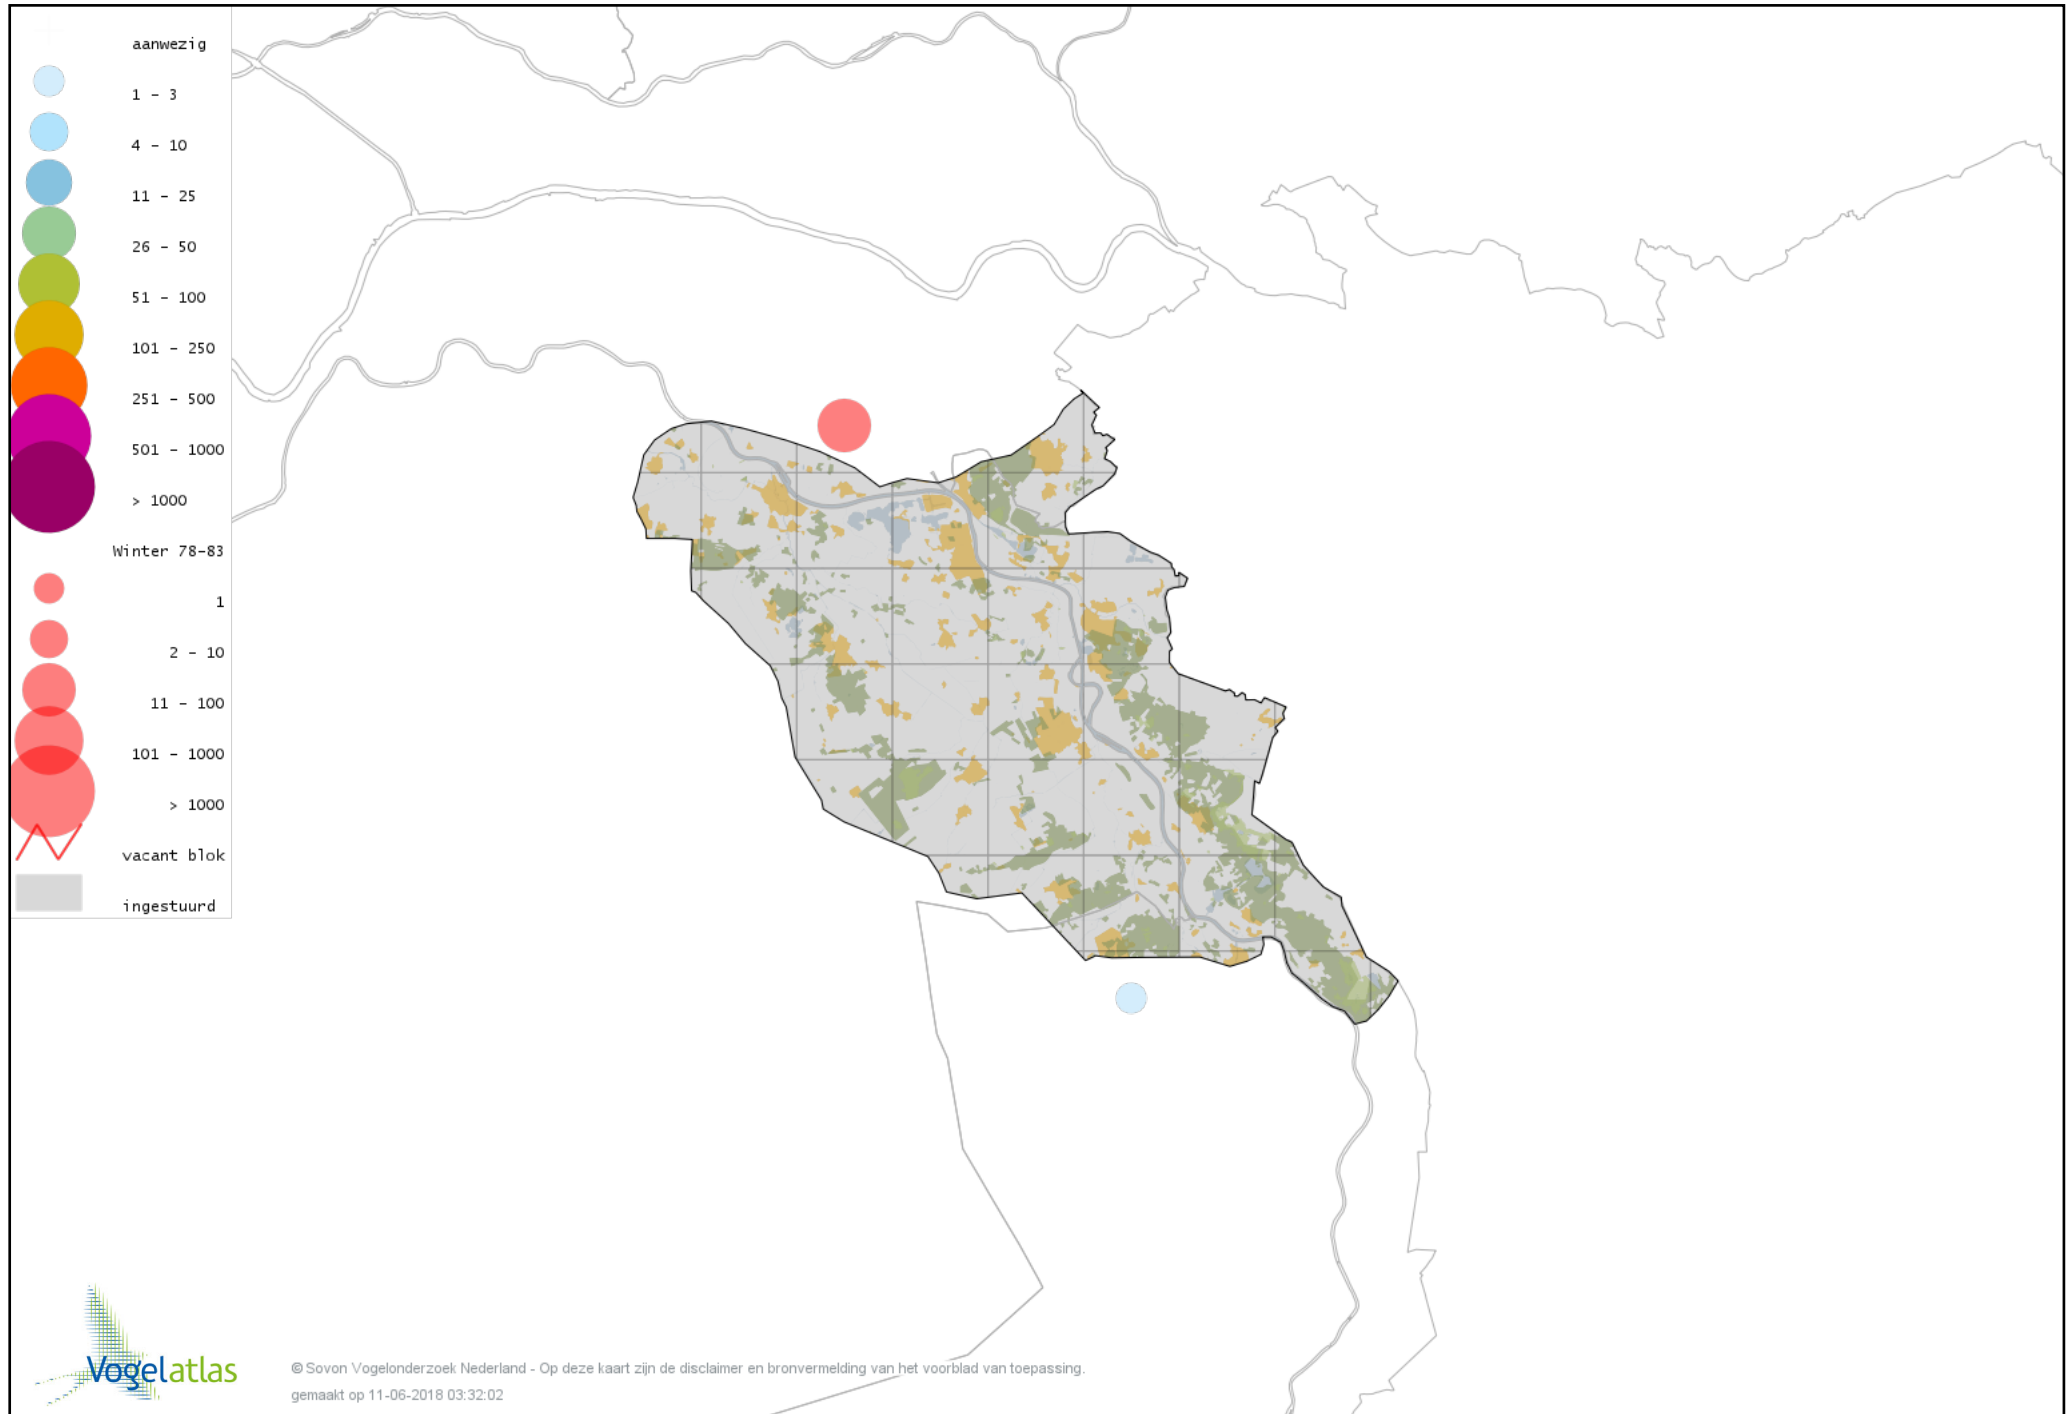 aanwezig
1 – 3
4 – 10
11 – 25
26 – 50
51 – 100
101 – 250
251 – 500
501 – 1000
> 1000
Winter 78–83
1
2 – 10
11 – 100
101 – 1000
> 1000
vacant blok
ingestuurd
Vogelatlas
© Sovon Vogelonderzoek Nederland - Op deze kaart zijn de disclaimer en bronvermelding van het voorblad van toepassing.
gemaakt op 11-06-2018 03:32:02